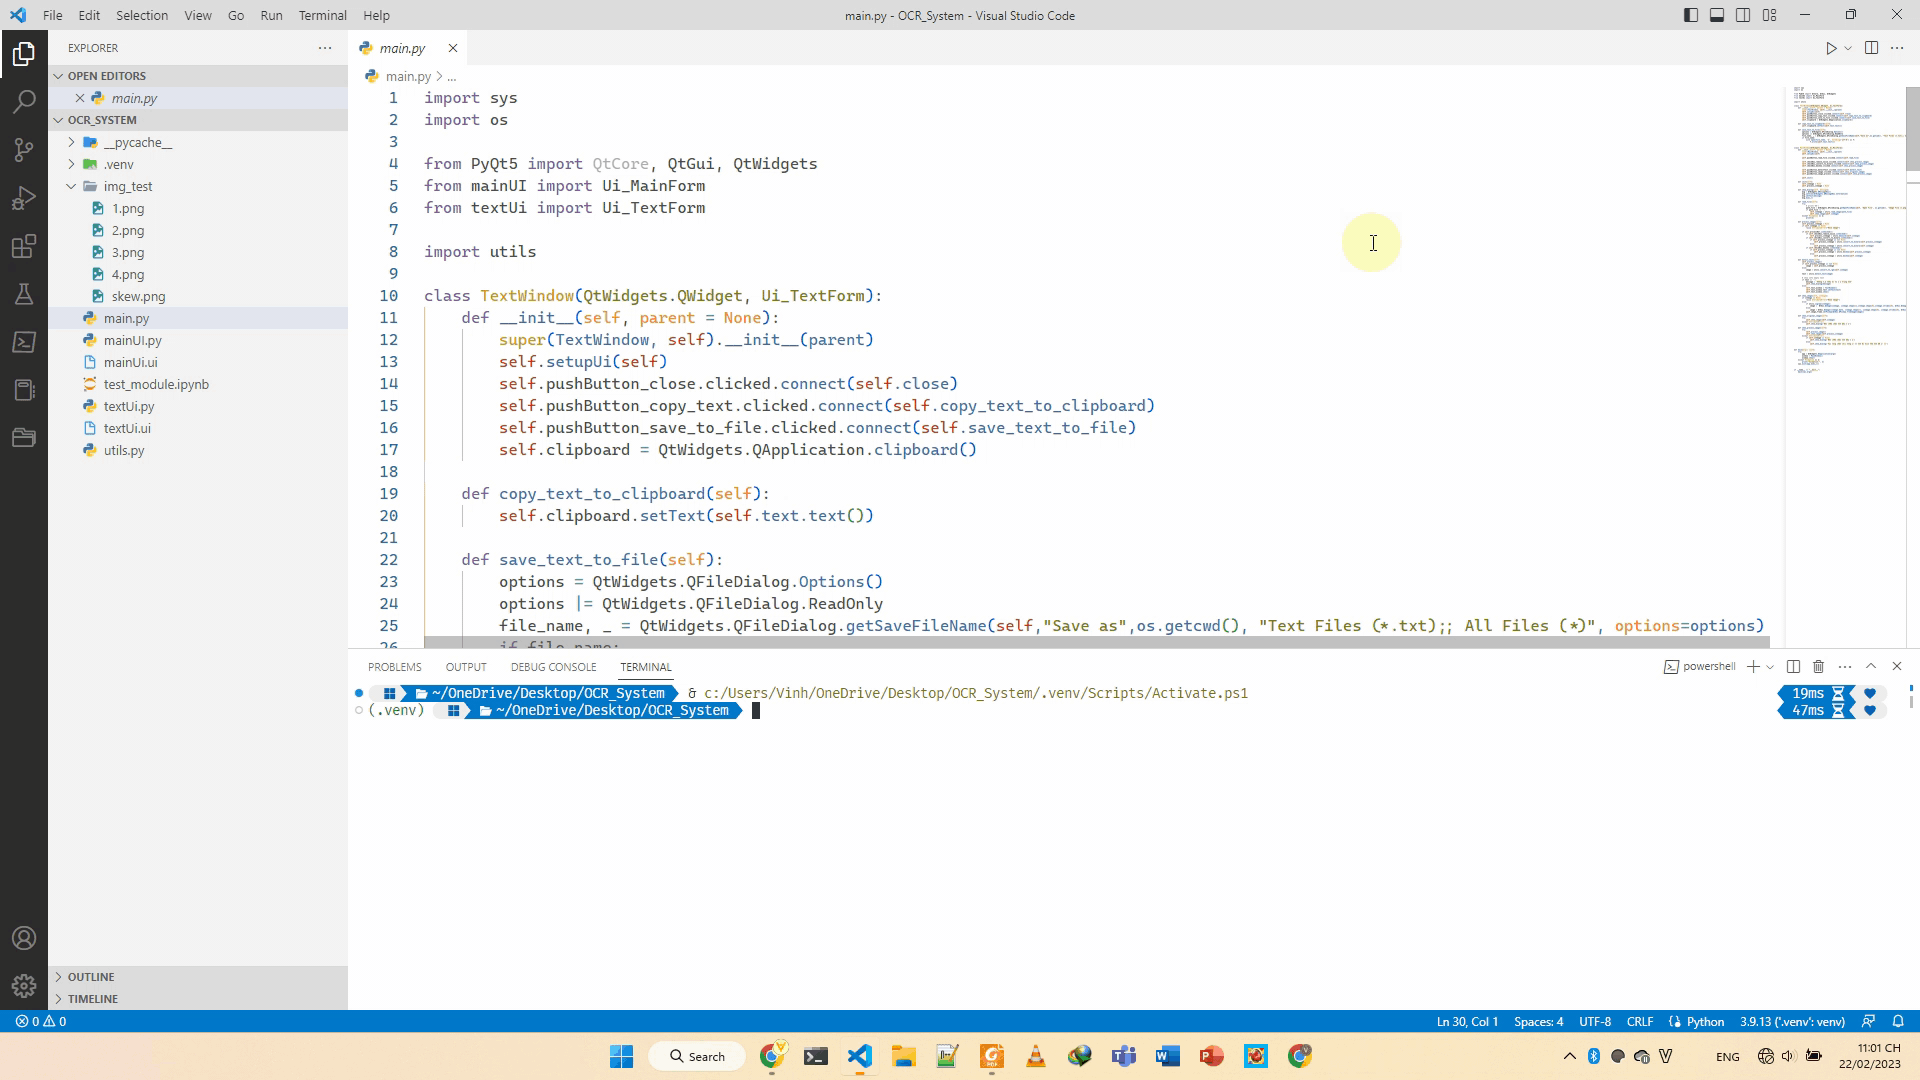 File Edit Selection View Go Run Terminal Help
main.py - OCR_System - Visual Studio Code
EXPLORER
OPEN EDITORS
main.py
OCR_SYSTEM
__pycache__
.venv
img_test
1.png
2.png
3.png
4.png
skew.png
main.py
mainUI.py
mainUi.ui
test_module.ipynb
textUi.py
textUi.ui
utils.py
OUTLINE
TIMELINE
main.py
main.py > ...
1 import sys
2 import os
3
4 from PyQt5 import QtCore, QtGui, QtWidgets
5 from mainUI import Ui_MainForm
6 from textUi import Ui_TextForm
7
8 import utils
9
10 class TextWindow(QtWidgets.QWidget, Ui_TextForm):
11 def __init__(self, parent = None):
12 super(TextWindow, self).__init__(parent)
13 self.setupUi(self)
14 self.pushButton_close.clicked.connect(self.close)
15 self.pushButton_copy_text.clicked.connect(self.copy_text_to_clipboard)
16 self.pushButton_save_to_file.clicked.connect(self.save_text_to_file)
17 self.clipboard = QtWidgets.QApplication.clipboard()
18
19 def copy_text_to_clipboard(self):
20 self.clipboard.setText(self.text.text())
21
22 def save_text_to_file(self):
23 options = QtWidgets.QFileDialog.Options()
24 options |= QtWidgets.QFileDialog.ReadOnly
25 file_name, _ = QtWidgets.QFileDialog.getSaveFileName(self,"Save as",os.getcwd(), "Text Files (*.txt);; All Files (*)", options=options)
26 if file_name:
PROBLEMS OUTPUT DEBUG CONSOLE TERMINAL
powershell
~/OneDrive/Desktop/OCR_System & c:/Users/Vinh/OneDrive/Desktop/OCR_System/.venv/Scripts/Activate.ps1 19ms
(.venv) ~/OneDrive/Desktop/OCR_System 47ms
0 0
Ln 30, Col 1 Spaces: 4 UTF-8 CRLF Python 3.9.13 ('.venv': venv)
Search
ENG
11:01 CH
22/02/2023